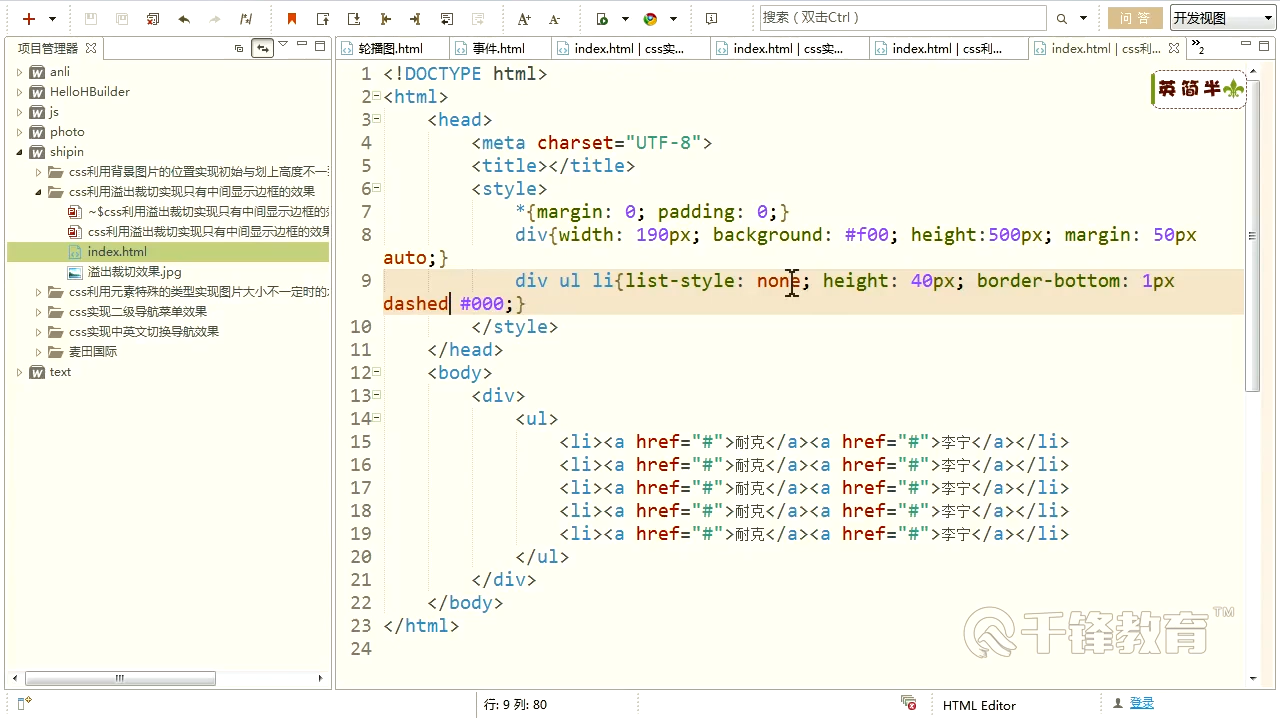 搜索（双击Ctrl）
问 答
开发视图
项目管理器
轮播图.html
事件.html
index.html | css实...
index.html | css实...
index.html | css利...
index.html | css利...
»2
anli
HelloHBuilder
js
photo
shipin
css利用背景图片的位置实现初始与划上高度不一
css利用溢出裁切实现只有中间显示边框的效果
~$css利用溢出裁切实现只有中间显示边框的
css利用溢出裁切实现只有中间显示边框的效果
index.html
溢出裁切效果.jpg
css利用元素特殊的类型实现图片大小不一定时的
css实现二级导航菜单效果
css实现中英文切换导航效果
麦田国际
text
英 简 半
1 <!DOCTYPE html>
2 <html>
3 <head>
4 <meta charset="UTF-8">
5 <title></title>
6 <style>
7 *{margin: 0; padding: 0;}
8 div{width: 190px; background: #f00; height:500px; margin: 50px
auto;}
9 div ul li{list-style: none; height: 40px; border-bottom: 1px
dashed #000;}
10 </style>
11 </head>
12 <body>
13 <div>
14 <ul>
15 <li><a href="#">耐克</a><a href="#">李宁</a></li>
16 <li><a href="#">耐克</a><a href="#">李宁</a></li>
17 <li><a href="#">耐克</a><a href="#">李宁</a></li>
18 <li><a href="#">耐克</a><a href="#">李宁</a></li>
19 <li><a href="#">耐克</a><a href="#">李宁</a></li>
20 </ul>
21 </div>
22 </body>
23 </html>
24
千锋教育™
行: 9 列: 80
HTML Editor
登录